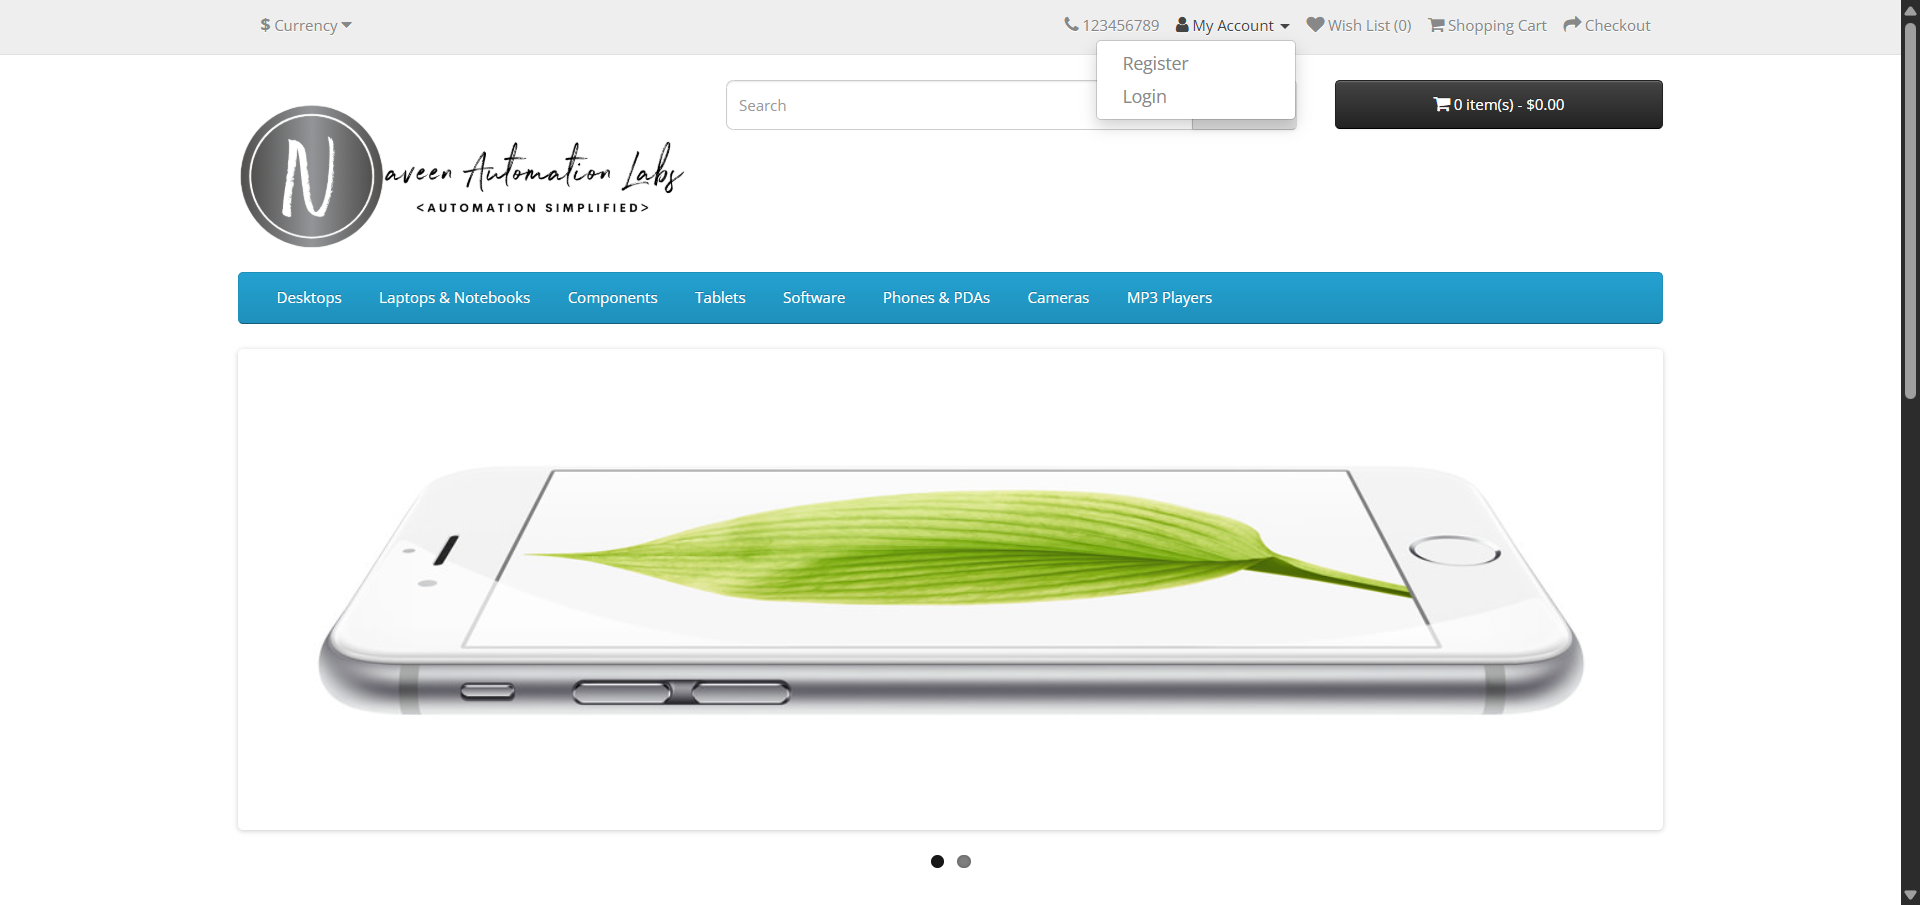 $ Currency
123456789 My Account Wish List (0) Shopping Cart Checkout
Register
Login
Search
0 item(s) - $0.00
N
aveen Automation Labs
<AUTOMATION SIMPLIFIED>
Desktops Laptops & Notebooks Components Tablets Software Phones & PDAs Cameras MP3 Players